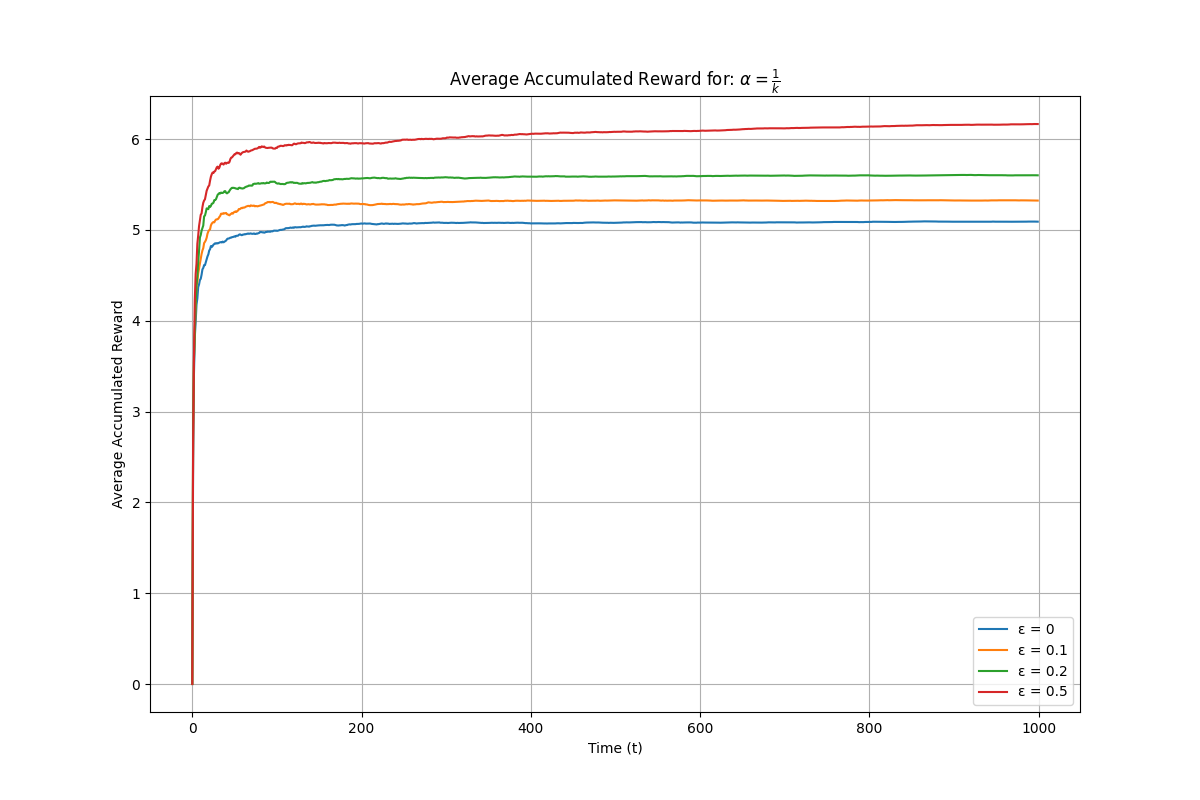 Average Accumulated Reward for: α = 1/k
Average Accumulated Reward
6
5
4
3
2
1
0
ε = 0
ε = 0.1
ε = 0.2
ε = 0.5
0 200 400 600 800 1000
Time (t)